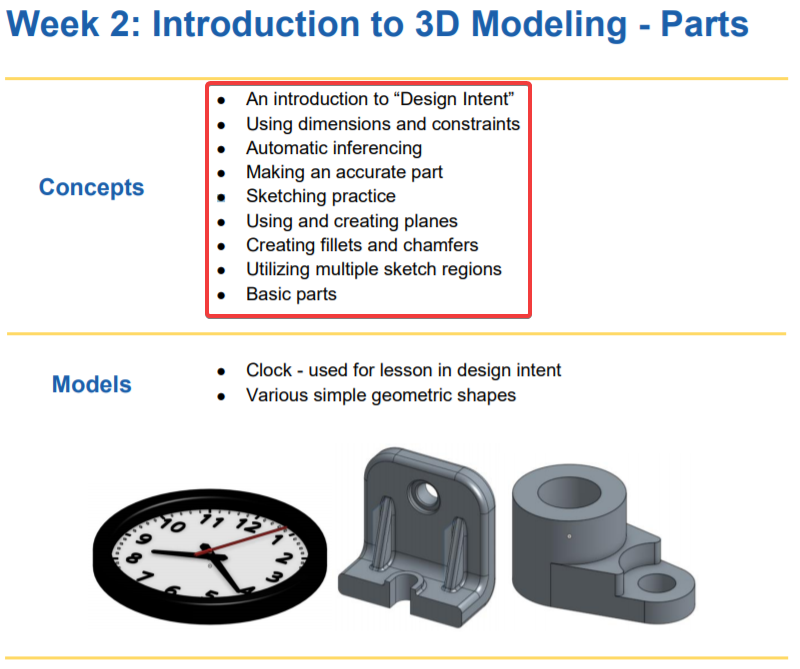 Week 2: Introduction to 3D Modeling - Parts
Concepts
● An introduction to “Design Intent”
● Using dimensions and constraints
● Automatic inferencing
● Making an accurate part
● Sketching practice
● Using and creating planes
● Creating fillets and chamfers
● Utilizing multiple sketch regions
● Basic parts
Models
● Clock - used for lesson in design intent
● Various simple geometric shapes
10 11 12
9 1
8 2
7 3
6 5 4